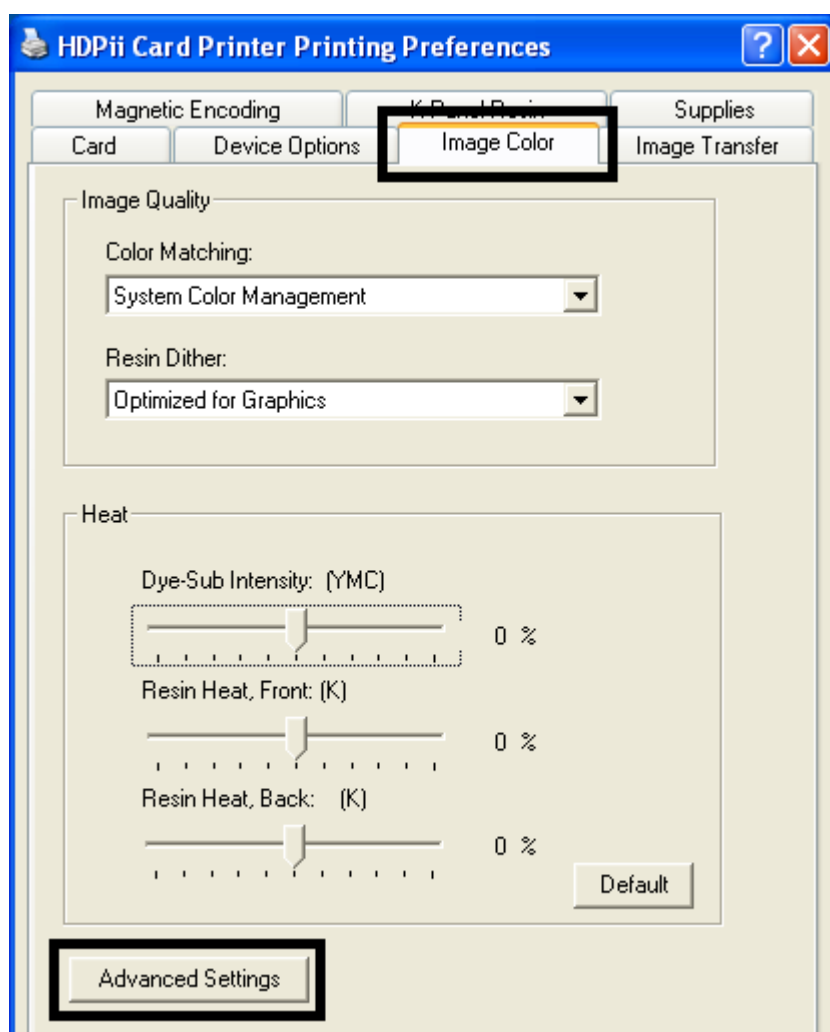 HDPii Card Printer Printing Preferences
Magnetic Encoding K Panel Resin Supplies
Card Device Options Image Color Image Transfer
Image Quality
Color Matching:
System Color Management
Resin Dither:
Optimized for Graphics
Heat
Dye-Sub Intensity: (YMC)
0 %
Resin Heat, Front: (K)
0 %
Resin Heat, Back: (K)
0 %
Default
Advanced Settings